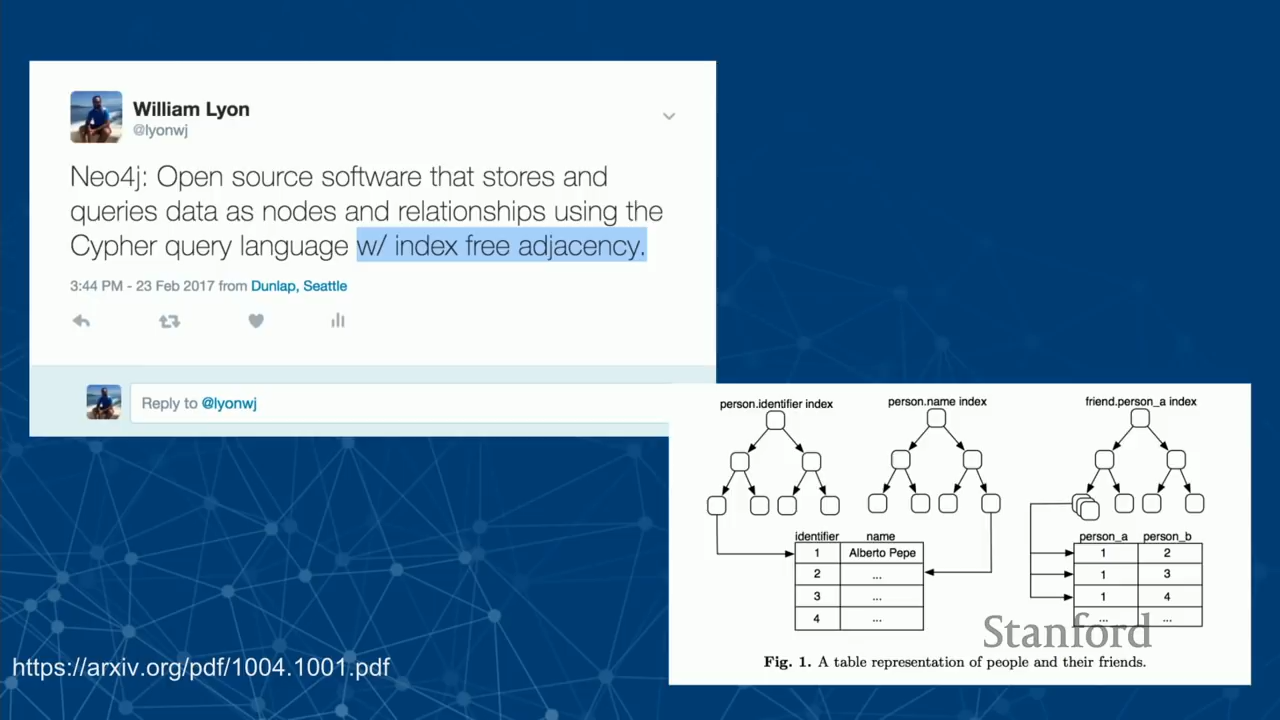 William Lyon
@lyonwj
Neo4j: Open source software that stores and
queries data as nodes and relationships using the
Cypher query language w/ index free adjacency.
3:44 PM - 23 Feb 2017 from Dunlap, Seattle
Reply to @lyonwj
person.identifier index
person.name index
friend.person_a index
identifier name
1 Alberto Pepe
2 ...
3 ...
4 ...
person_a person_b
1 2
1 3
1 4
... ...
Stanford
Fig. 1. A table representation of people and their friends.
https://arxiv.org/pdf/1004.1001.pdf